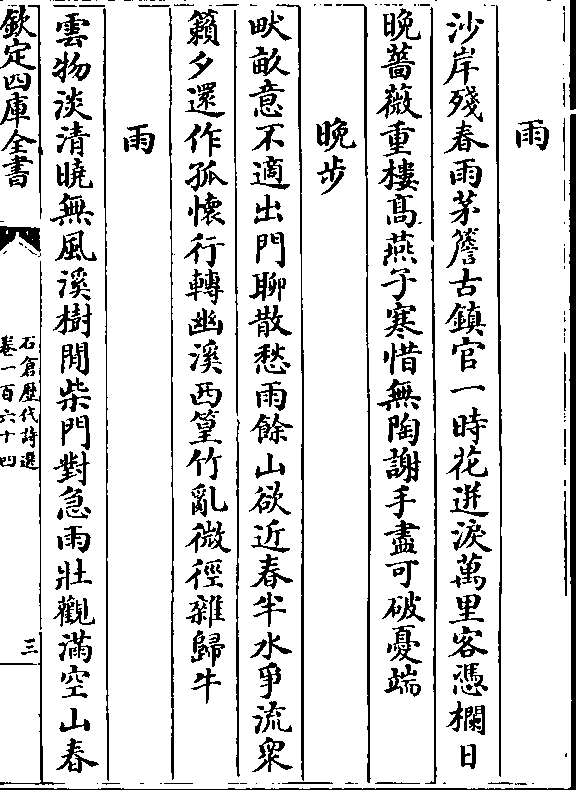 雨
沙岸殘春雨茅簷古鎮官一時花迸淚萬里客憑欄日
晩薔薇重樓髙燕子寒惜無陶謝手盡可破憂端
晩步
畎畝意不適出門聊散愁雨餘山欲近春半水爭流衆
籟夕還作孤懷行轉幽溪西篁竹亂微徑雜歸牛
雨
雲物淡清曉無風溪樹閒柴門對急雨壯觀滿空山春
欽定四庫全書
石倉歴代詩選
卷一百六十四
三